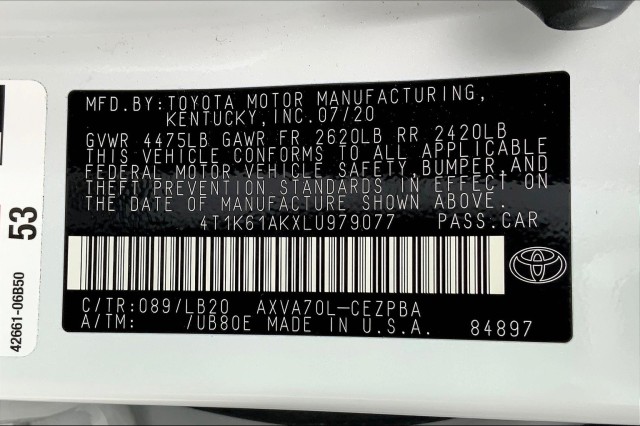 MFD.BY:TOYOTA MOTOR MANUFACTURING,
KENTUCKY,INC.07/20
GVWR 4475LB GAWR FR 2620LB RR 2420LB
THIS VEHICLE CONFORMS TO ALL APPLICABLE
FEDERAL MOTOR VEHICLE SAFETY,BUMPER,AND
THEFT PREVENTION STANDARDS IN EFFECT ON
THE DATE OF MANUFACTURE SHOWN ABOVE.
4T1K61AKXLU979077 PASS.CAR
C/TR:089/LB20 AXVA70L-CEZPBA
A/TM: /UB80E MADE IN U.S.A. 84897
53
42661-06B50